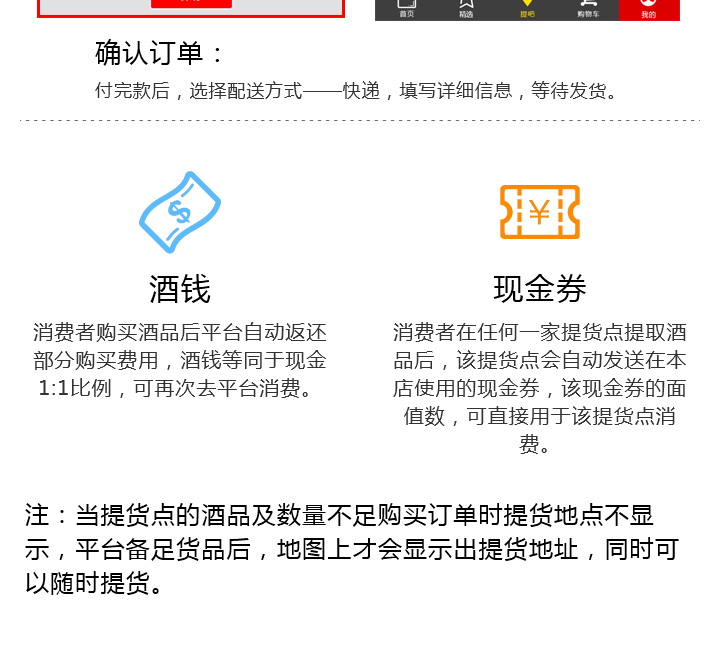 首页 精选 提吧 购物车 我的
确认订单：
付完款后，选择配送方式——快递，填写详细信息，等待发货。
$ ¥
酒钱 现金券
消费者购买酒品后平台自动返还
部分购买费用，酒钱等同于现金
1:1比例，可再次去平台消费。
消费者在任何一家提货点提取酒
品后，该提货点会自动发送在本
店使用的现金券，该现金券的面
值数，可直接用于该提货点消
费。
注：当提货点的酒品及数量不足购买订单时提货地点不显
示，平台备足货品后，地图上才会显示出提货地址，同时可
以随时提货。